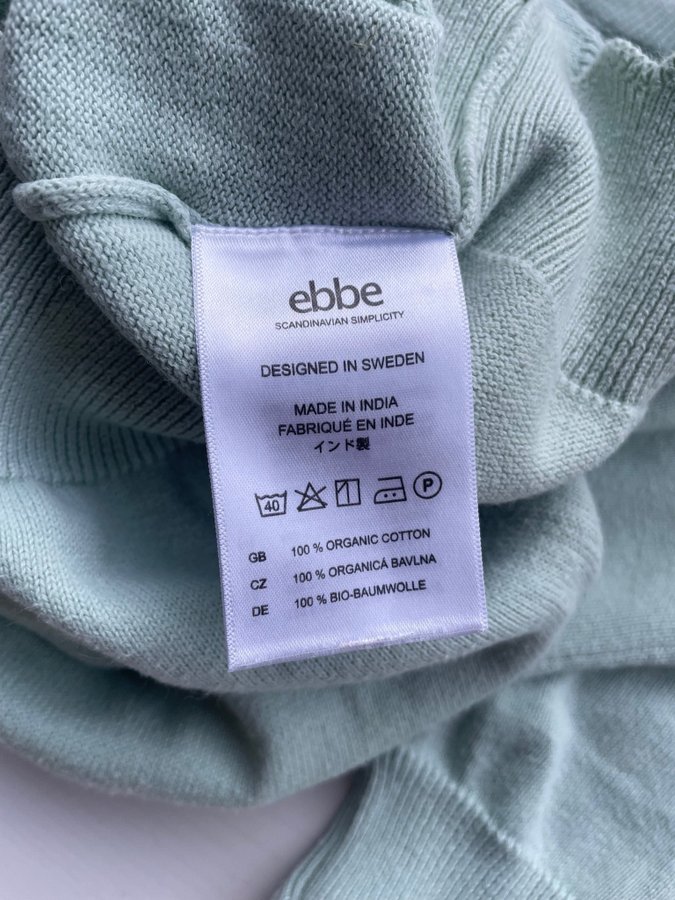 ebbe
SCANDINAVIAN SIMPLICITY
DESIGNED IN SWEDEN
MADE IN INDIA
FABRIQUÉ EN INDE
インド製
40 P
GB 100 % ORGANIC COTTON
CZ 100 % ORGANICÁ BAVLNA
DE 100 % BIO-BAUMWOLLE